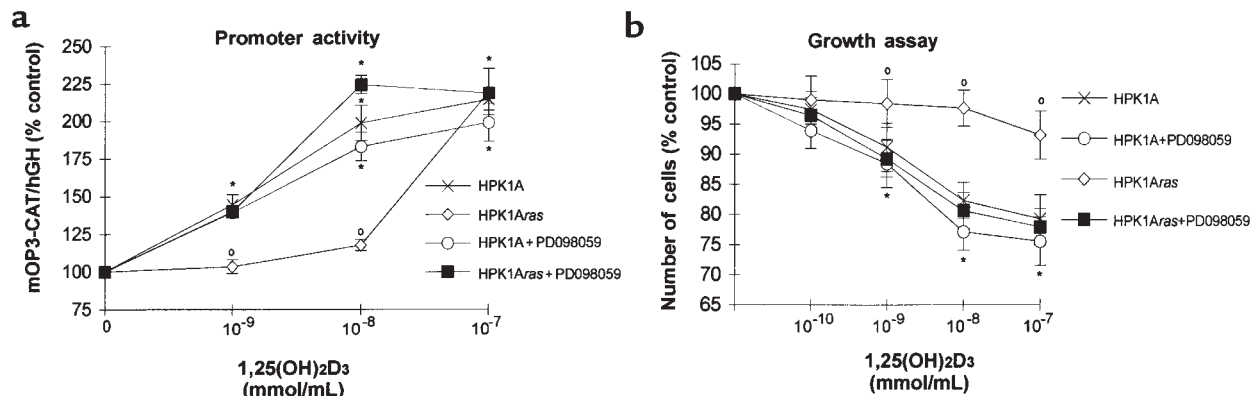 a
Promoter activity
mOP3-CAT/hGH (% control)
250
225
200
175
150
125
100
75
0
10⁻⁹
10⁻⁸
10⁻⁷
1,25(OH)₂D₃
(mmol/mL)
* * * * * *
o o
HPK1A
HPK1Aras
HPK1A+PD098059
HPK1Aras+PD098059
b
Growth assay
Number of cells (% control)
105
100
95
90
85
80
75
70
65
10⁻¹⁰
10⁻⁹
10⁻⁸
10⁻⁷
1,25(OH)₂D₃
(mmol/mL)
o o o
* * *
HPK1A
HPK1A+PD098059
HPK1Aras
HPK1Aras+PD098059